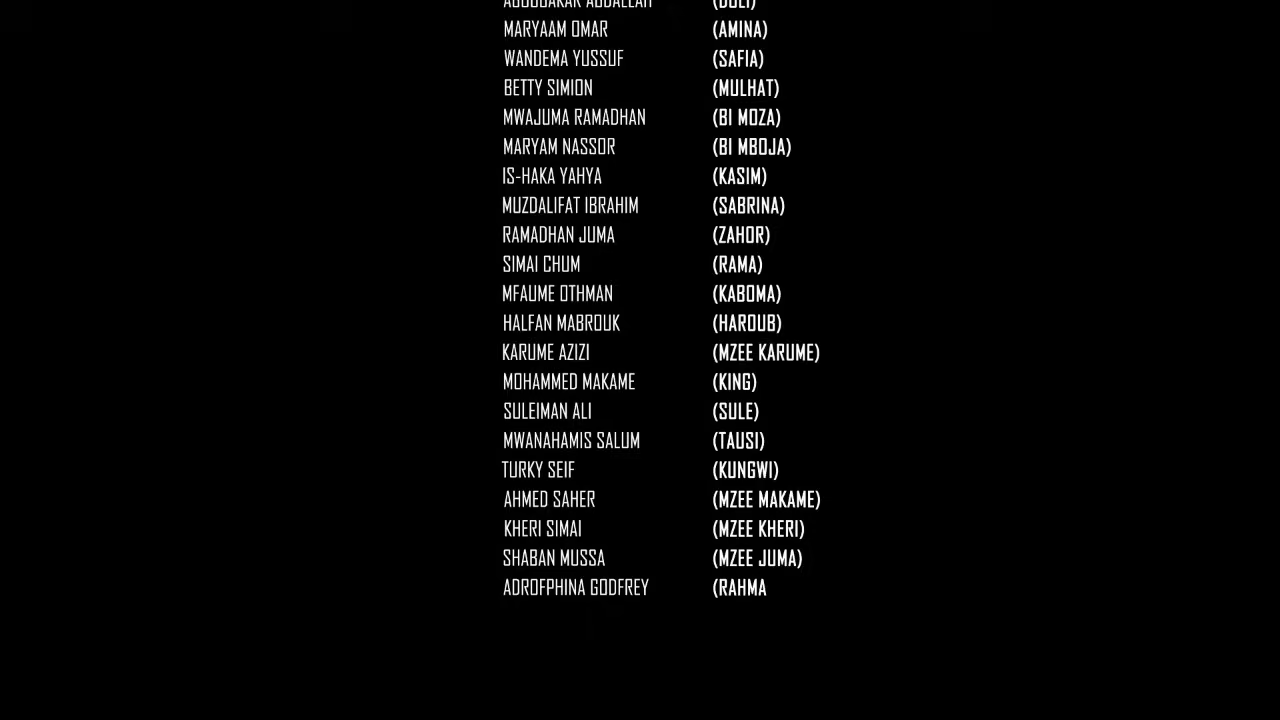 MARYAAM OMAR (AMINA)
WANDEMA YUSSUF (SAFIA)
BETTY SIMION (MULHAT)
MWAJUMA RAMADHAN (BI MOZA)
MARYAM NASSOR (BI MBOJA)
IS-HAKA YAHYA (KASIM)
MUZDALIFAT IBRAHIM (SABRINA)
RAMADHAN JUMA (ZAHOR)
SIMAI CHUM (RAMA)
MFAUME OTHMAN (KABOMA)
HALFAN MABROUK (HAROUB)
KARUME AZIZI (MZEE KARUME)
MOHAMMED MAKAME (KING)
SULEIMAN ALI (SULE)
MWANAHAMIS SALUM (TAUSI)
TURKY SEIF (KUNGWI)
AHMED SAHER (MZEE MAKAME)
KHERI SIMAI (MZEE KHERI)
SHABAN MUSSA (MZEE JUMA)
ADROFPHINA GODFREY (RAHMA